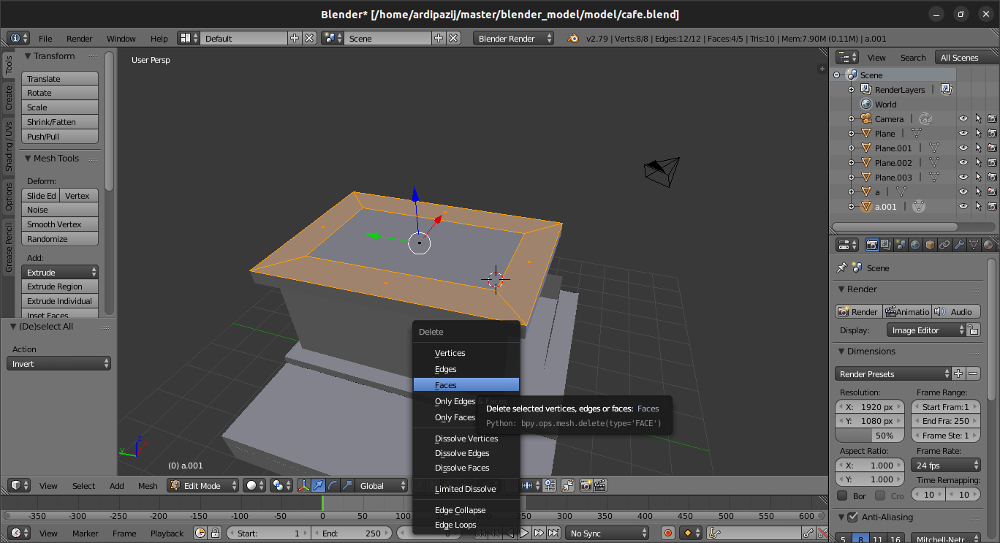 Blender* [/home/ardipazij/master/blender_model/model/cafe.blend]
File Render Window Help Default Scene Blender Render v2.79 | Verts:8/8 | Edges:12/12 | Faces:4/5 | Tris:10 | Mem:7.90M (0.11M) | a.001
Tools
Create
Shading / UVs
Options
Grease Pencil
Transform
Translate
Rotate
Scale
Shrink/Fatten
Push/Pull
Mesh Tools
Deform:
Slide Ed Vertex
Noise
Smooth Vertex
Randomize
Add:
Extrude
Extrude Region
Extrude Individual
Inset Faces
(De)select All
Action
Invert
User Persp
(0) a.001
Delete
Vertices
Edges
Faces
Only Edges & Faces
Only Faces
Dissolve Vertices
Dissolve Edges
Dissolve Faces
Limited Dissolve
Edge Collapse
Edge Loops
Delete selected vertices, edges or faces: Faces
Python: bpy.ops.mesh.delete(type='FACE')
View Select Add Mesh Edit Mode Global
-350 -300 -250 -200 -150 -100 -50 0 50 100 250 300 350 400 450 500 550 600
View Marker Frame Playback Start: 1 End: 250 0 No Sync
View Search All Scenes
Scene
RenderLayers |
World
Camera |
Plane |
Plane.001 |
Plane.002 |
Plane.003 |
a |
a.001 |
Scene
Render
Render Animatio Audio
Display: Image Editor
Dimensions
Render Presets
Resolution: Frame Range:
X: 1920 px Start Fram:1
Y: 1080 px End Fra: 250
50% Frame Ste: 1
Aspect Ratio: Frame Rate:
X: 1.000 24 fps
Y: 1.000 Time Remapping:
Bor Cro 10 10
Anti-Aliasing
5 8 11 16 Mitchell-Netr